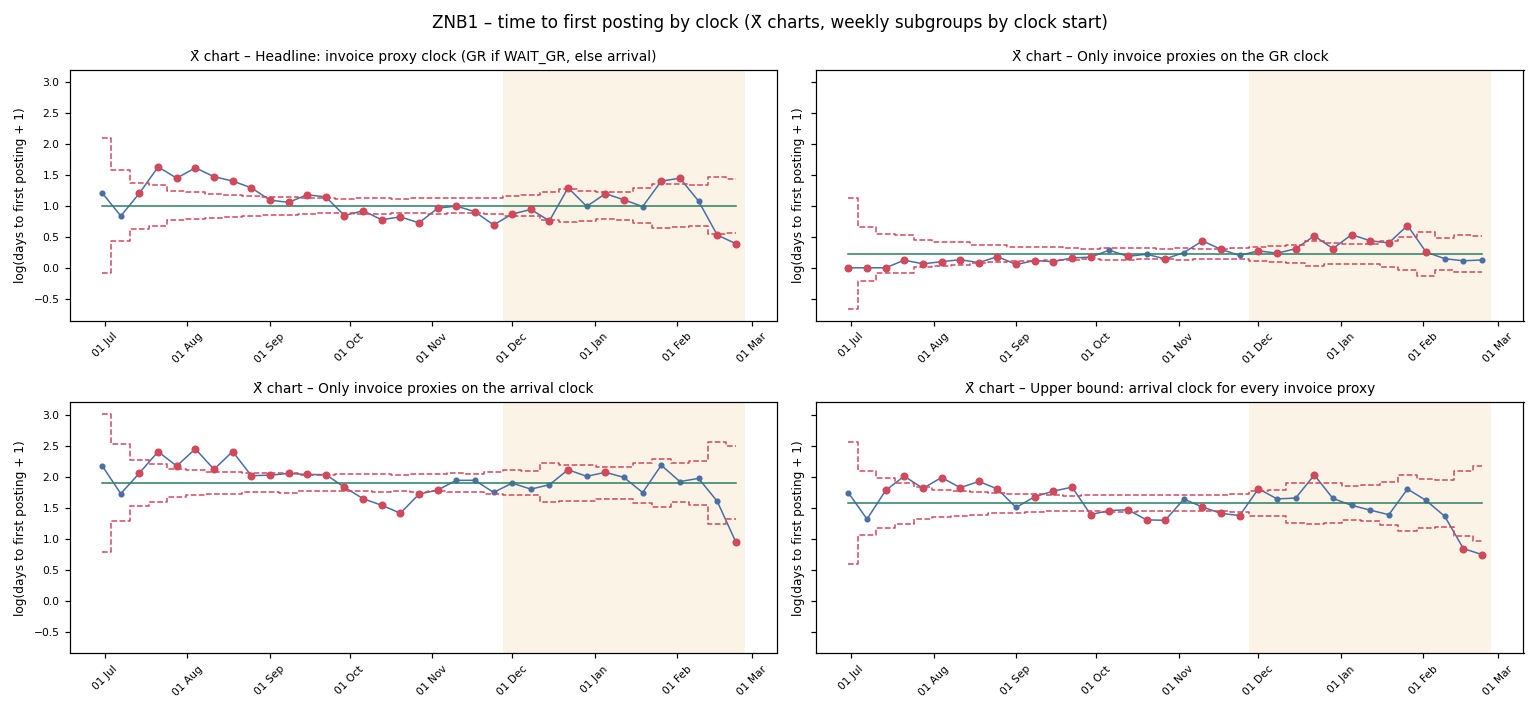 ZNB1 – time to first posting by clock (X̄ charts, weekly subgroups by clock start)
X̄ chart – Headline: invoice proxy clock (GR if WAIT_GR, else arrival)
log(days to first posting + 1)
3.0
2.5
2.0
1.5
1.0
0.5
0.0
−0.5
01 Jul
01 Aug
01 Sep
01 Oct
01 Nov
01 Dec
01 Jan
01 Feb
01 Mar
X̄ chart – Only invoice proxies on the GR clock
log(days to first posting + 1)
01 Jul
01 Aug
01 Sep
01 Oct
01 Nov
01 Dec
01 Jan
01 Feb
01 Mar
X̄ chart – Only invoice proxies on the arrival clock
log(days to first posting + 1)
3.0
2.5
2.0
1.5
1.0
0.5
0.0
−0.5
01 Jul
01 Aug
01 Sep
01 Oct
01 Nov
01 Dec
01 Jan
01 Feb
01 Mar
X̄ chart – Upper bound: arrival clock for every invoice proxy
log(days to first posting + 1)
01 Jul
01 Aug
01 Sep
01 Oct
01 Nov
01 Dec
01 Jan
01 Feb
01 Mar